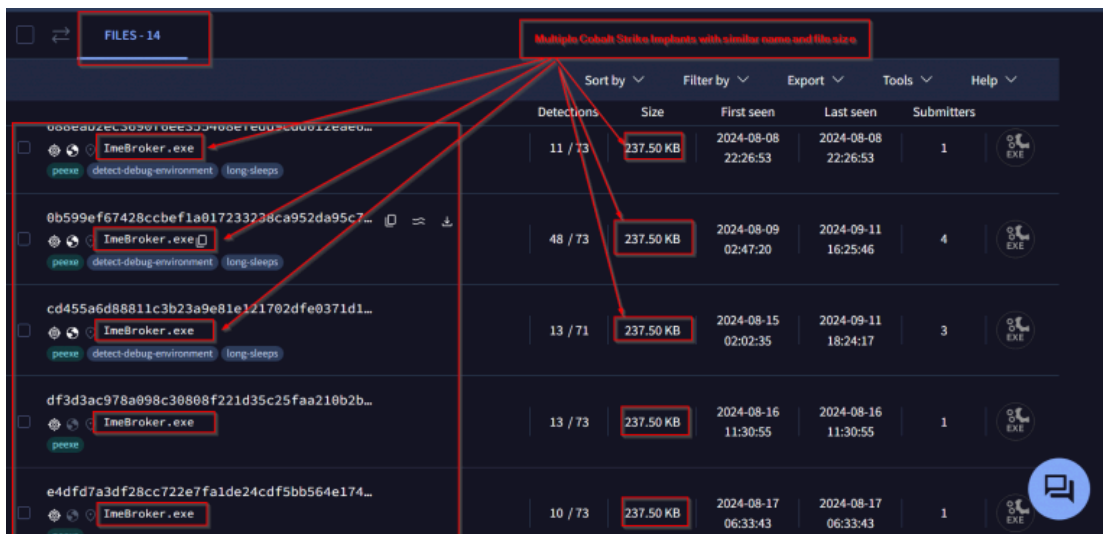 FILES - 14
Multiple Cobalt Strike Implants with similar name and file size
Sort by Filter by Export Tools Help
Detections Size First seen Last seen Submitters
ImeBroker.exe
peexe detect-debug-environment long-sleeps
11 / 73 237.50 KB 2024-08-08 22:26:53 2024-08-08 22:26:53 1 EXE
0b599ef67428ccbef1a017233238ca952da95c7…
ImeBroker.exe
peexe detect-debug-environment long-sleeps
48 / 73 237.50 KB 2024-08-09 02:47:20 2024-09-11 16:25:46 4 EXE
cd455a6d88811c3b23a9e81e121702dfe0371d1…
ImeBroker.exe
peexe detect-debug-environment long-sleeps
13 / 71 237.50 KB 2024-08-15 02:02:35 2024-09-11 18:24:17 3 EXE
df3d3ac978a098c30808f221d35c25faa210b2b…
ImeBroker.exe
peexe
13 / 73 237.50 KB 2024-08-16 11:30:55 2024-08-16 11:30:55 1 EXE
e4dfd7a3df28cc722e7fa1de24cdf5bb564e174…
ImeBroker.exe
10 / 73 237.50 KB 2024-08-17 06:33:43 2024-08-17 06:33:43 1 EXE